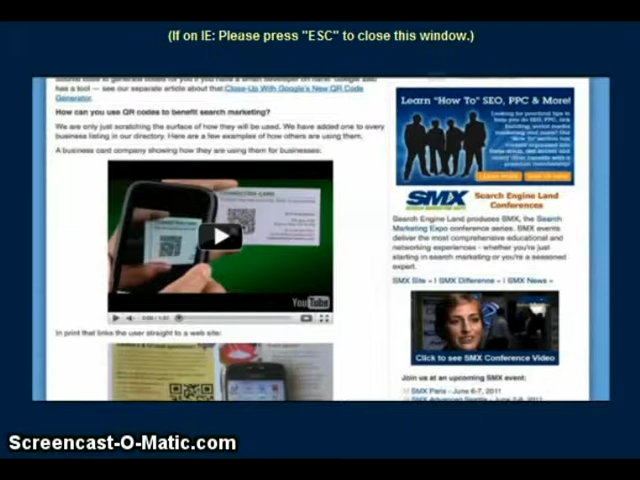 (If on IE: Please press "ESC" to close this window.)
has a tool — see our separate article about that: Close-Up With Google's New QR Code
Generator.
How can you use QR codes to benefit search marketing?
We are only just scratching the surface of how they will be used. We have added one to every
business listing in our directory. Here are a few examples of how others are using them.
A business card company showing how they are using them for businesses:
YouTube
In print that links the user straight to a web site:
Learn "How To" SEO, PPC & More!
SMX
Search Engine Land
Conferences
Search Engine Land produces SMX, the Search
Marketing Expo conference series. SMX events
deliver the most comprehensive educational and
networking experiences - whether you're just
starting in search marketing or you're a seasoned
expert.
SMX Site » | SMX Difference » | SMX News »
Click to see SMX Conference Video
Join us at an upcoming SMX event:
SMX Paris - June 6-7, 2011
Screencast-O-Matic.com